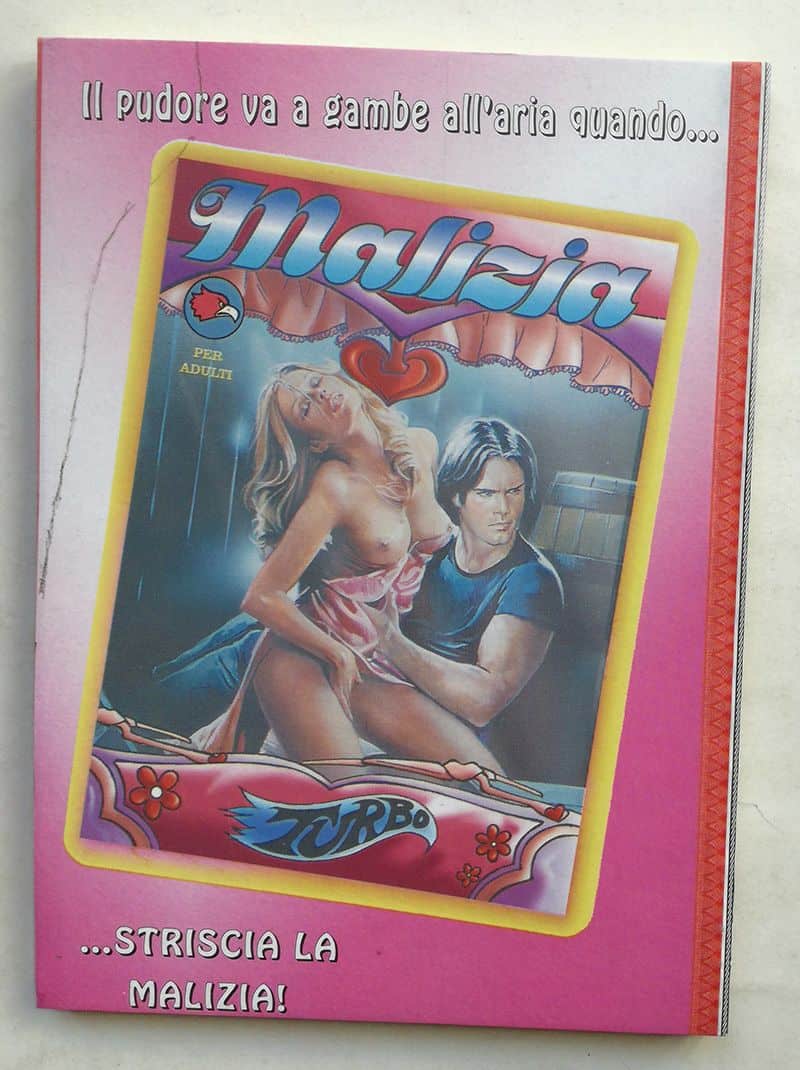 Il pudore va a gambe all'aria quando...
Malizia
PER
ADULTI
TURBO
...STRISCIA LA
MALIZIA!